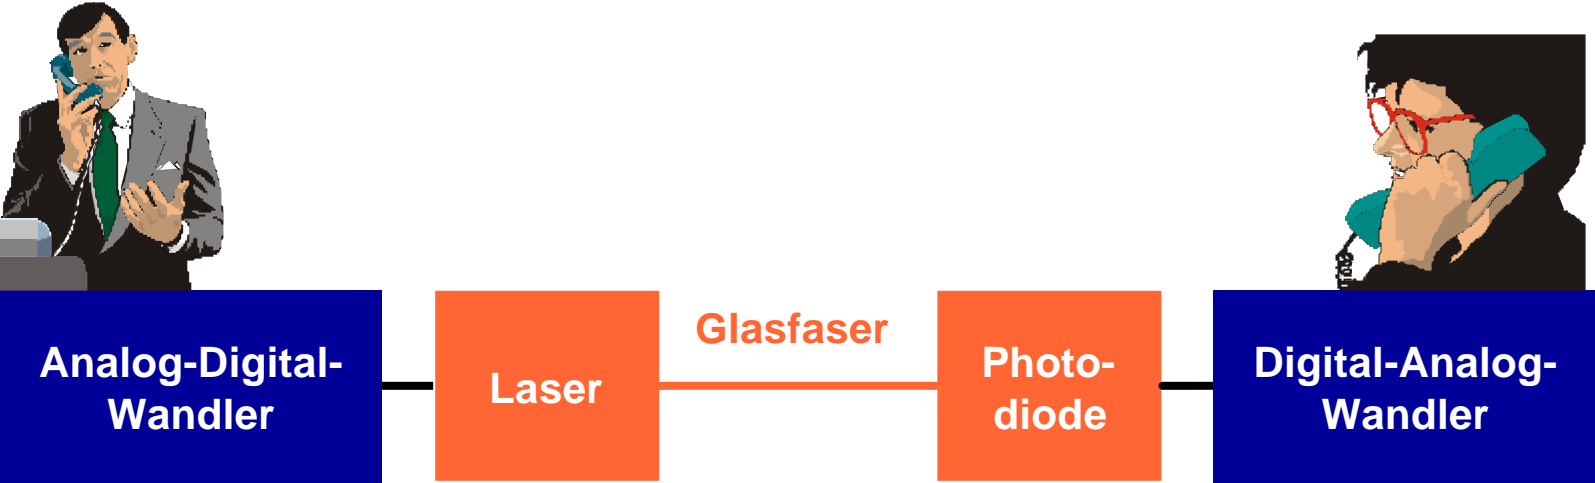 Analog-Digital-
Wandler
Laser
Glasfaser
Photo-
diode
Digital-Analog-
Wandler